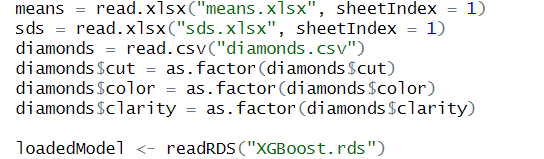 means = read.xlsx("means.xlsx", sheetIndex = 1)
sds = read.xlsx("sds.xlsx", sheetIndex = 1)
diamonds = read.csv("diamonds.csv")
diamonds$cut = as.factor(diamonds$cut)
diamonds$color = as.factor(diamonds$color)
diamonds$clarity = as.factor(diamonds$clarity)
loadedModel <- readRDS("XGBoost.rds")